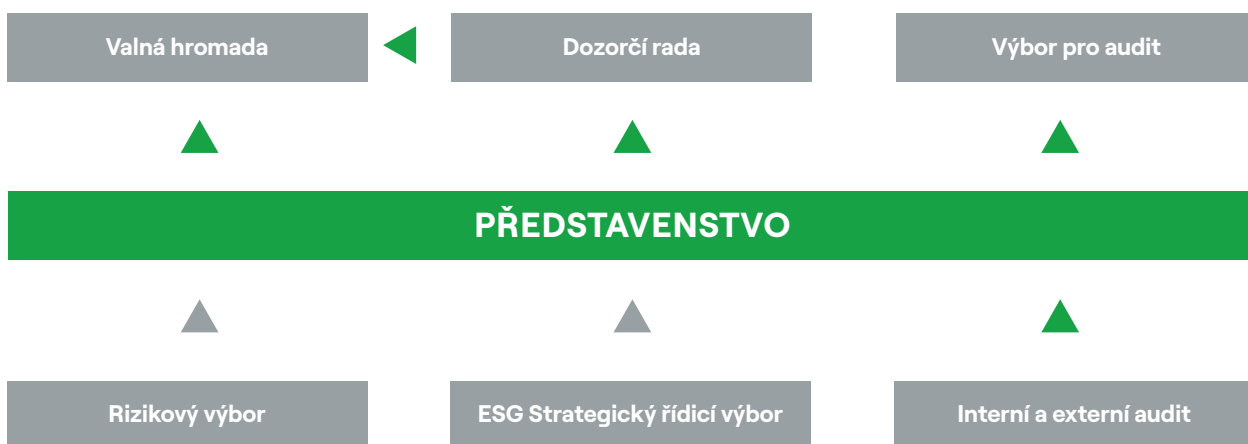 Valná hromada
Dozorčí rada
Výbor pro audit
PŘEDSTAVENSTVO
Rizikový výbor
ESG Strategický řídicí výbor
Interní a externí audit